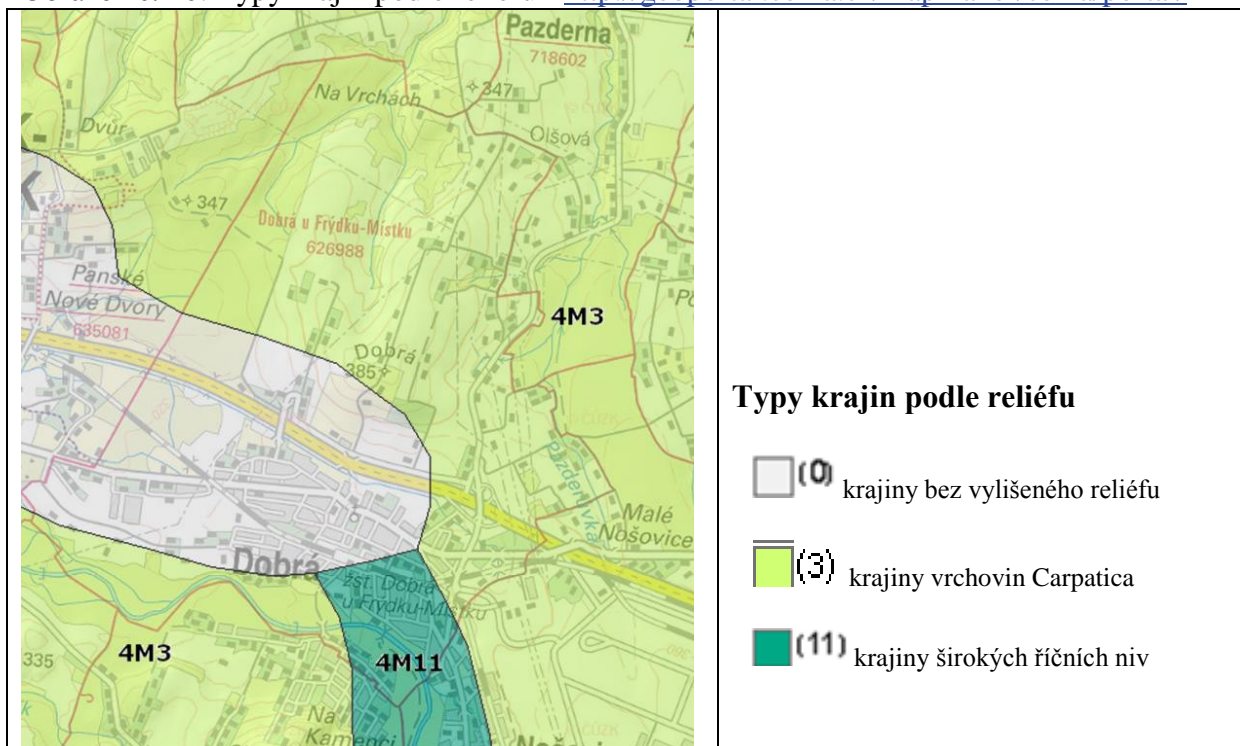 Pazderna
718602
Na Vrchách
347
Dvůr
Olšová
347
Dobrá u Frýdku-Místku
626988
K
Panské
Nové Dvory
635081
4M3
Dobrá
385
Pazderůvka
Malé
Nošovice
Dobrá
žst. Dobrá
u Frýdku-Místku
335
4M3
4M11
Na
Kamenci
Typy krajin podle reliéfu
(0) krajiny bez vylišeného reliéfu
(3) krajiny vrchovin Carpatica
(11) krajiny širokých říčních niv